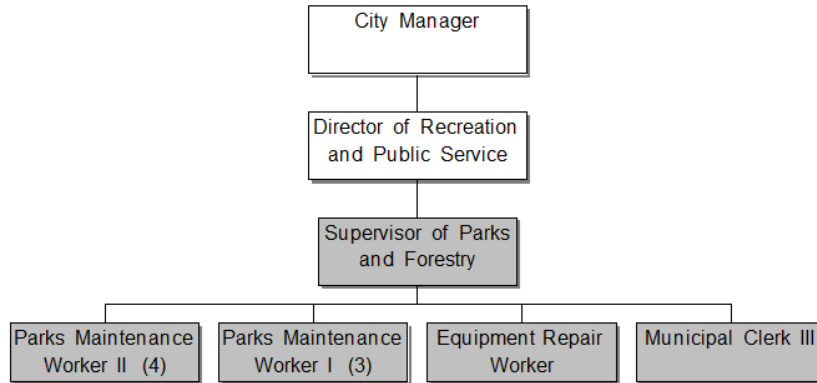 City Manager
Director of Recreation
and Public Service
Supervisor of Parks
and Forestry
Parks Maintenance
Worker II (4)
Parks Maintenance
Worker I (3)
Equipment Repair
Worker
Municipal Clerk III